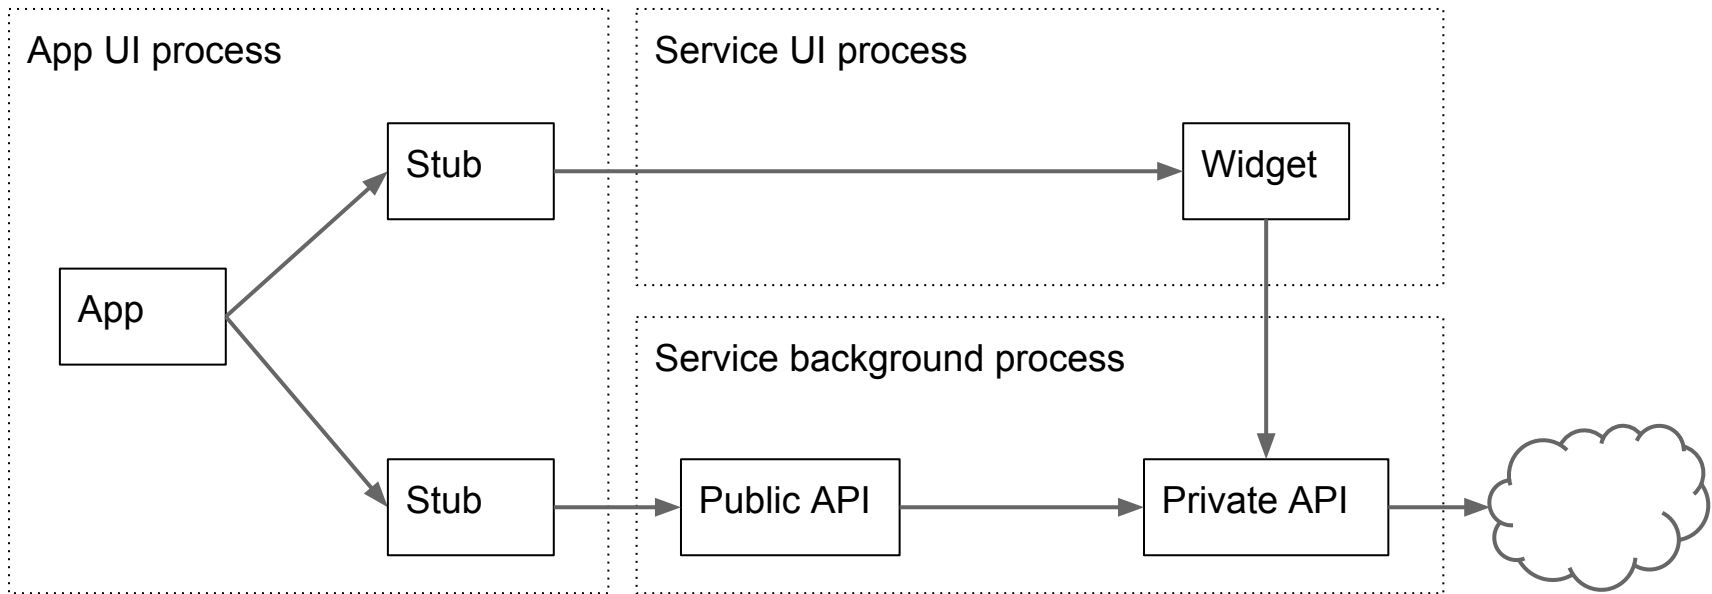 App UI process
Service UI process
Stub
Widget
App
Service background process
Stub
Public API
Private API